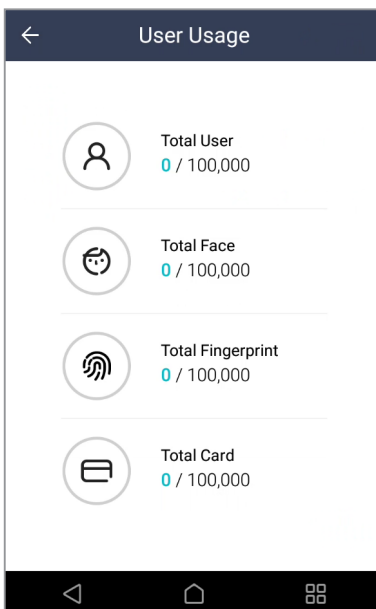 User Usage
Total User
0 / 100,000
Total Face
0 / 100,000
Total Fingerprint
0 / 100,000
Total Card
0 / 100,000